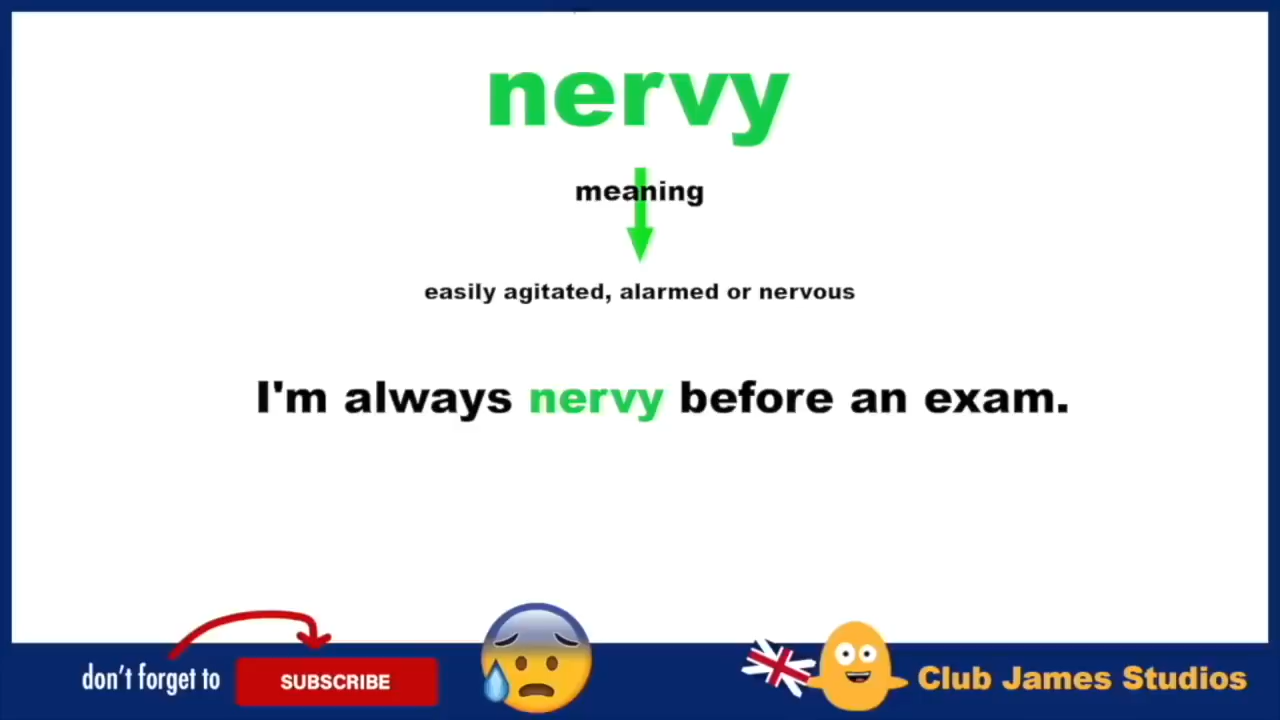 nervy
meaning
easily agitated, alarmed or nervous
I'm always nervy before an exam.
don't forget to
SUBSCRIBE
Club James Studios